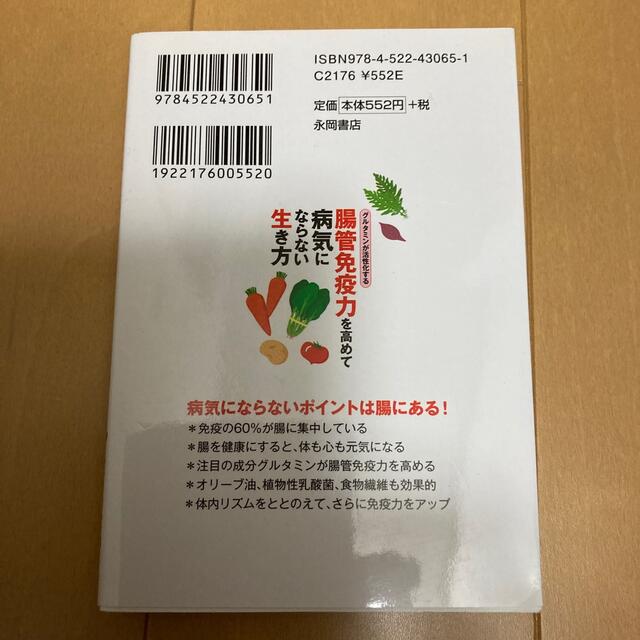 ISBN978-4-522-43065-1
C2176 ¥552E
9784522430651
定価 本体552円 +税
永岡書店
1922176005520
グルタミンが活性化する
腸管免疫力を高めて
病気に
ならない
生き方
病気にならないポイントは腸にある!
*免疫の60%が腸に集中している
*腸を健康にすると、体も心も元気になる
*注目の成分グルタミンが腸管免疫力を高める
*オリーブ油、植物性乳酸菌、食物繊維も効果的
*体内リズムをととのえて、さらに免疫力をアップ